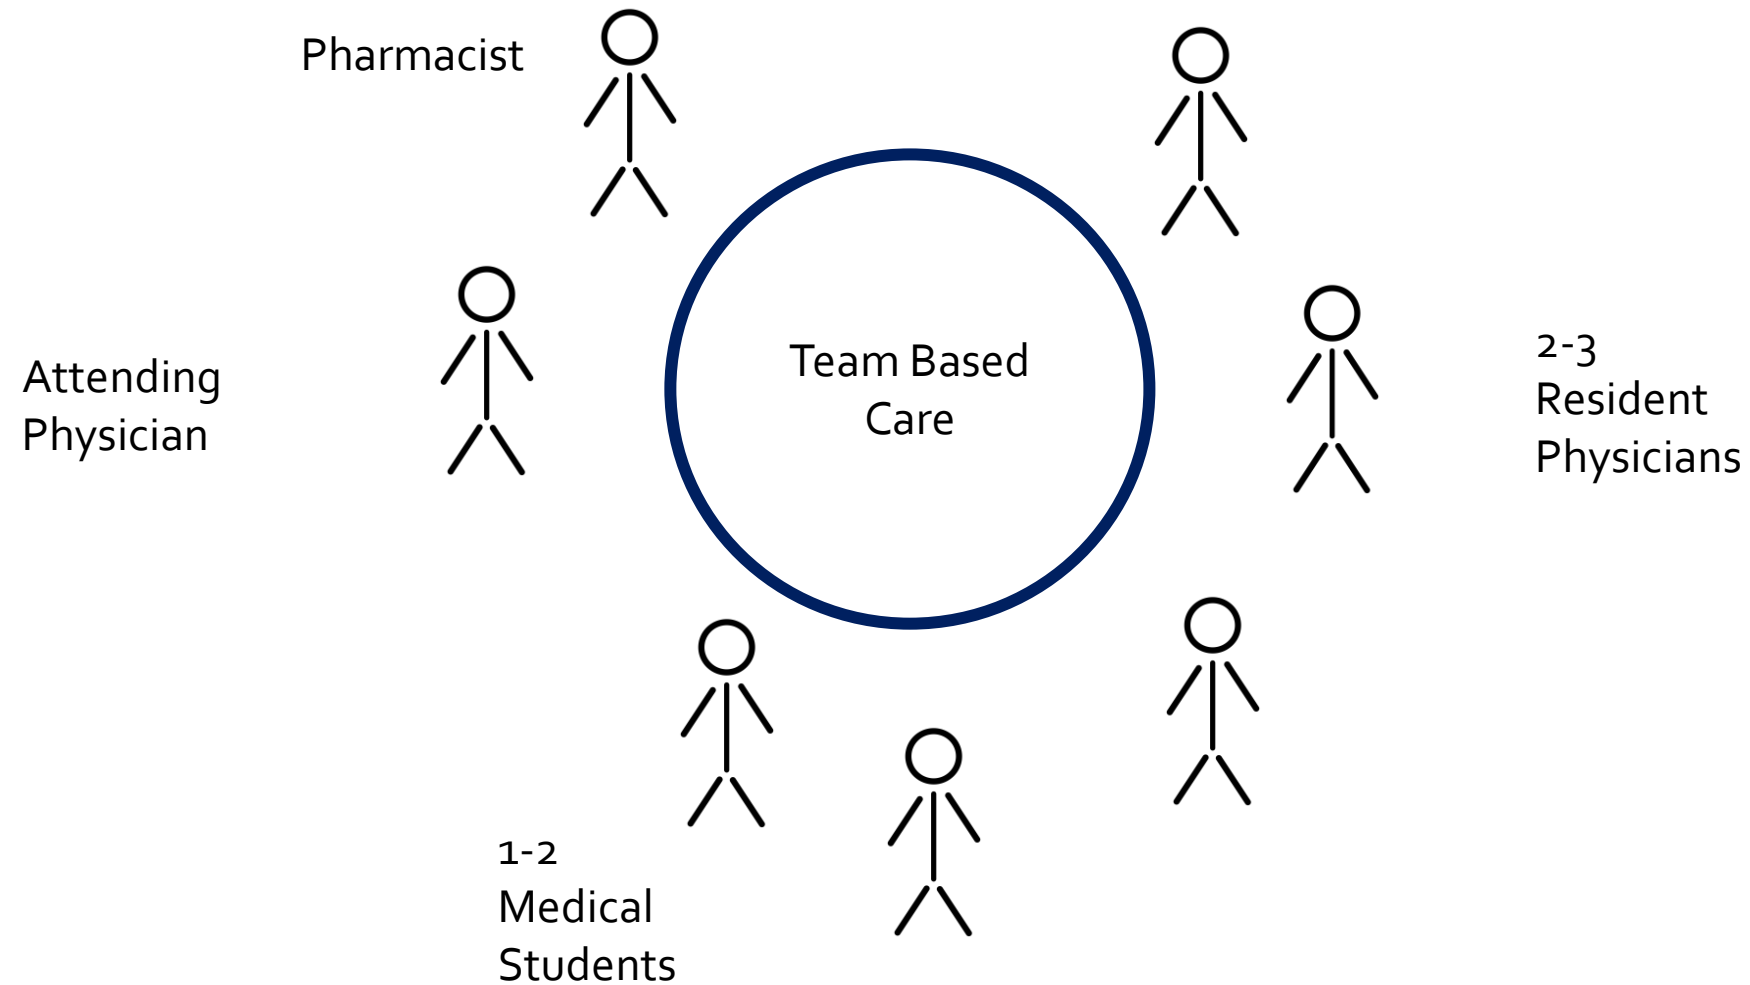 Pharmacist
Team Based
Care
Attending
Physician
2-3
Resident
Physicians
1-2
Medical
Students